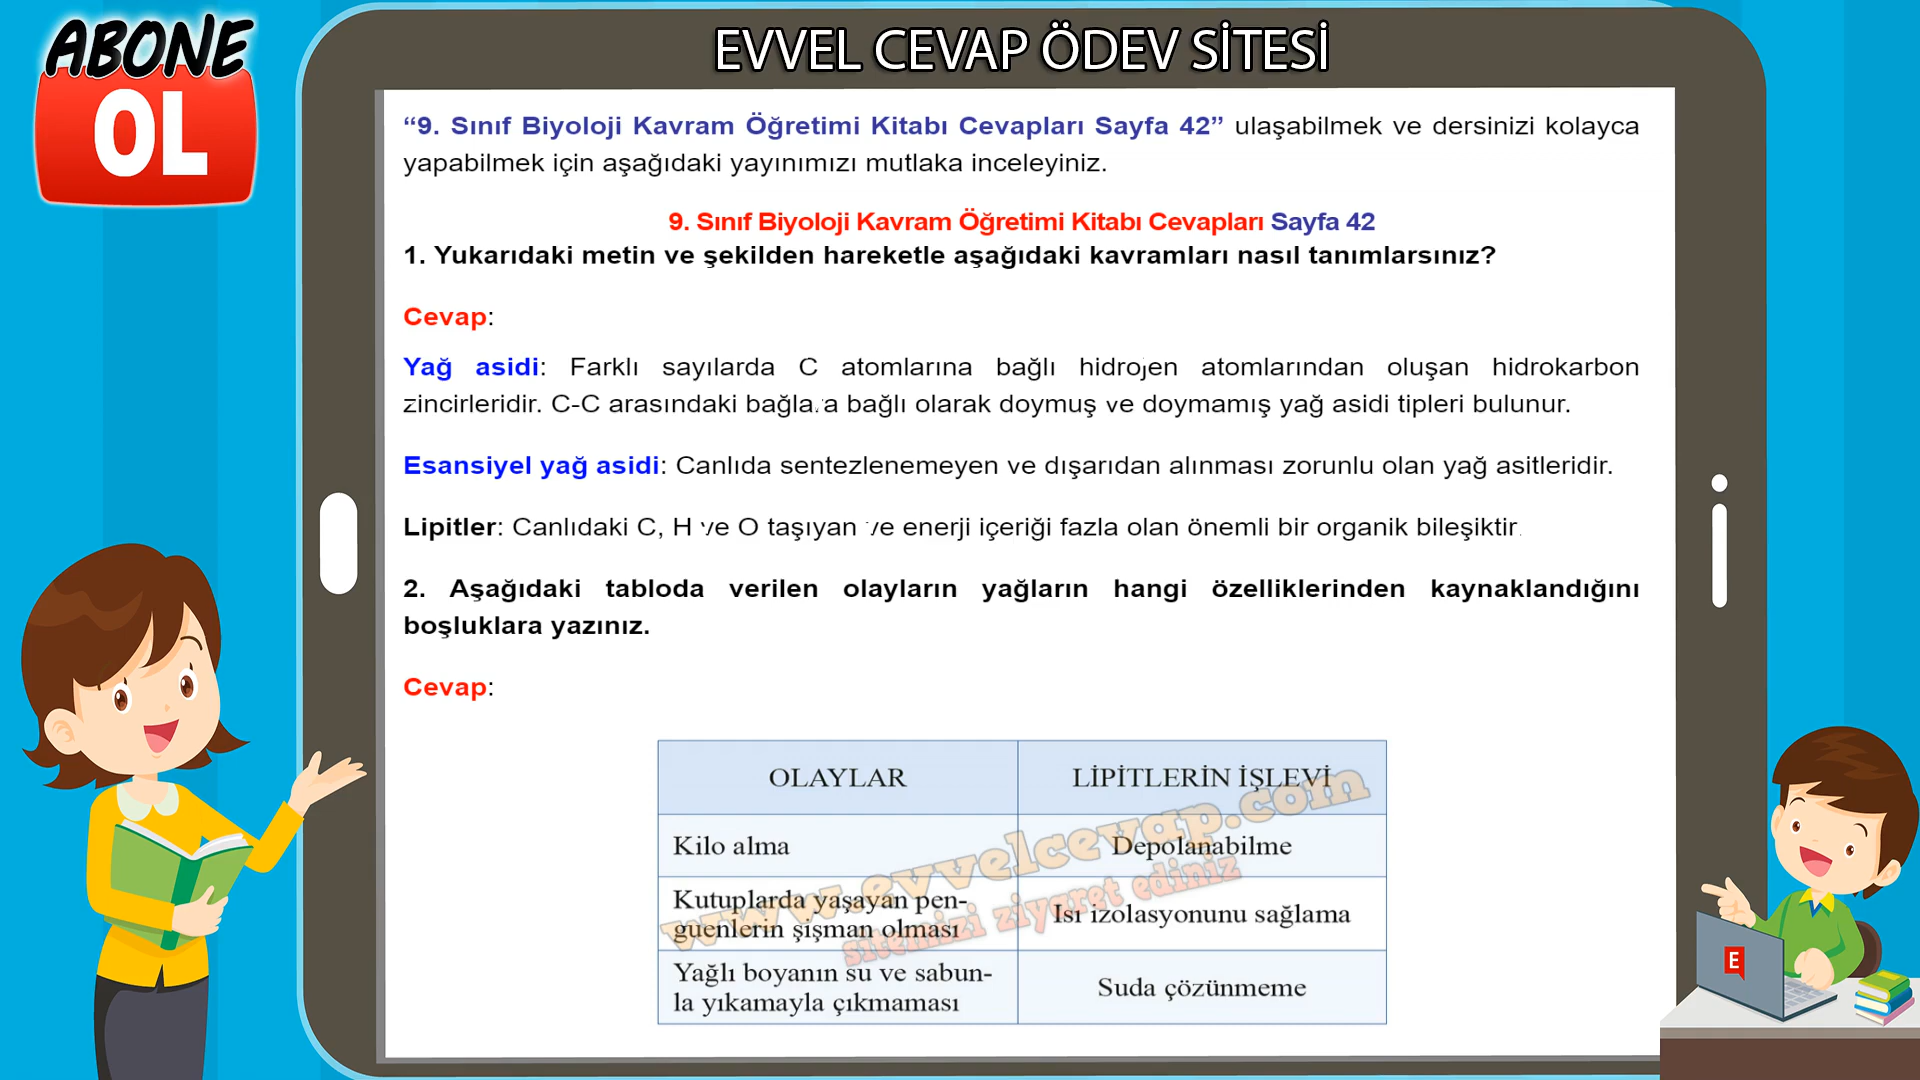 ABONE
OL
EVVEL CEVAP ÖDEV SİTESİ
“9. Sınıf Biyoloji Kavram Öğretimi Kitabı Cevapları Sayfa 42” ulaşabilmek ve dersinizi kolayca
yapabilmek için aşağıdaki yayınımızı mutlaka inceleyiniz.
9. Sınıf Biyoloji Kavram Öğretimi Kitabı Cevapları Sayfa 42
1. Yukarıdaki metin ve şekilden hareketle aşağıdaki kavramları nasıl tanımlarsınız?
Cevap:
Yağ asidi: Farklı sayılarda C atomlarına bağlı hidrojen atomlarından oluşan hidrokarbon
zincirleridir. C-C arasındaki bağlara bağlı olarak doymuş ve doymamış yağ asidi tipleri bulunur.
Esansiyel yağ asidi: Canlıda sentezlenemeyen ve dışarıdan alınması zorunlu olan yağ asitleridir.
Lipitler: Canlıdaki C, H ve O taşıyan ve enerji içeriği fazla olan önemli bir organik bileşiktir.
2. Aşağıdaki tabloda verilen olayların yağların hangi özelliklerinden kaynaklandığını
boşluklara yazınız.
Cevap:
OLAYLAR LİPİTLERİN İŞLEVİ
Kilo alma Depolanabilme
Kutuplarda yaşayan pen-
guenlerin şişman olması Isı izolasyonunu sağlama
Yağlı boyanın su ve sabun-
la yıkamayla çıkmaması Suda çözünmeme
www.evvelcevap.com
sitemizi ziyaret ediniz
E